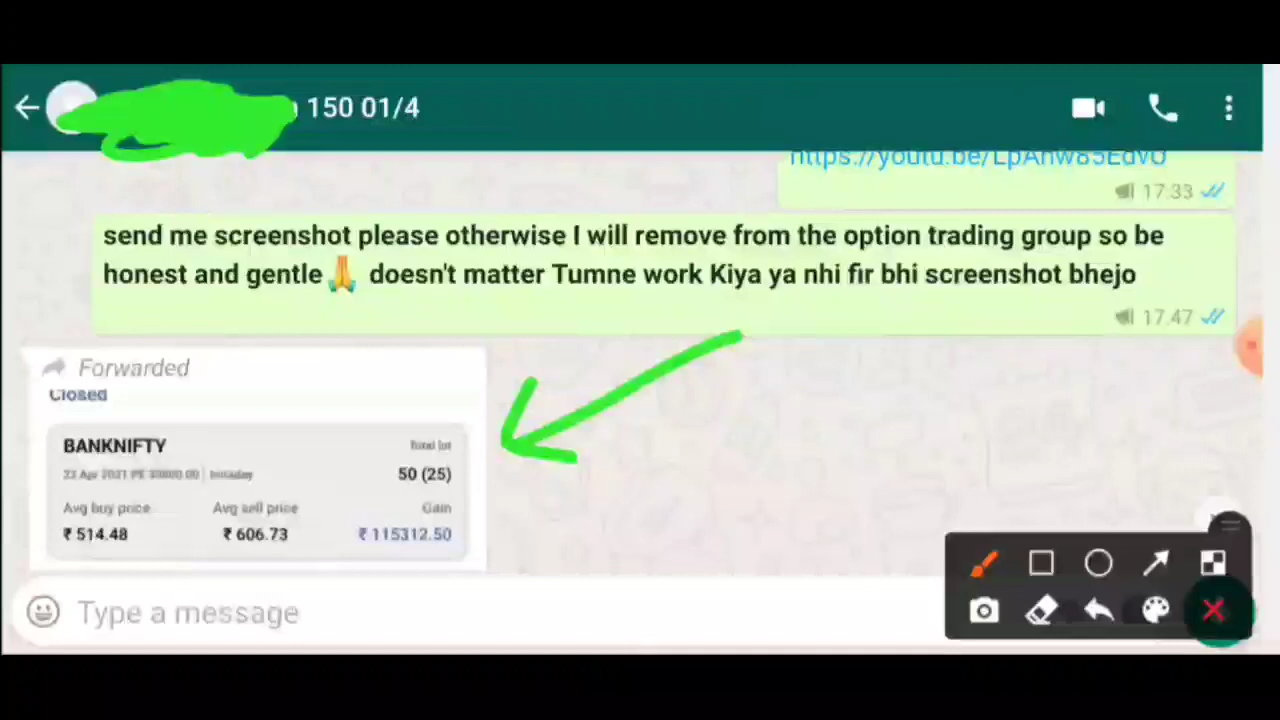 150 01/4
17:33
send me screenshot please otherwise I will remove from the option trading group so be
honest and gentle🙏 doesn't matter Tumne work Kiya ya nhi fir bhi screenshot bhejo
17:47
Forwarded
Closed
BANKNIFTY
Total lot
Intraday
50 (25)
Avg buy price Avg sell price Gain
₹ 514.48 ₹ 606.73 ₹ 115312.50
Type a message